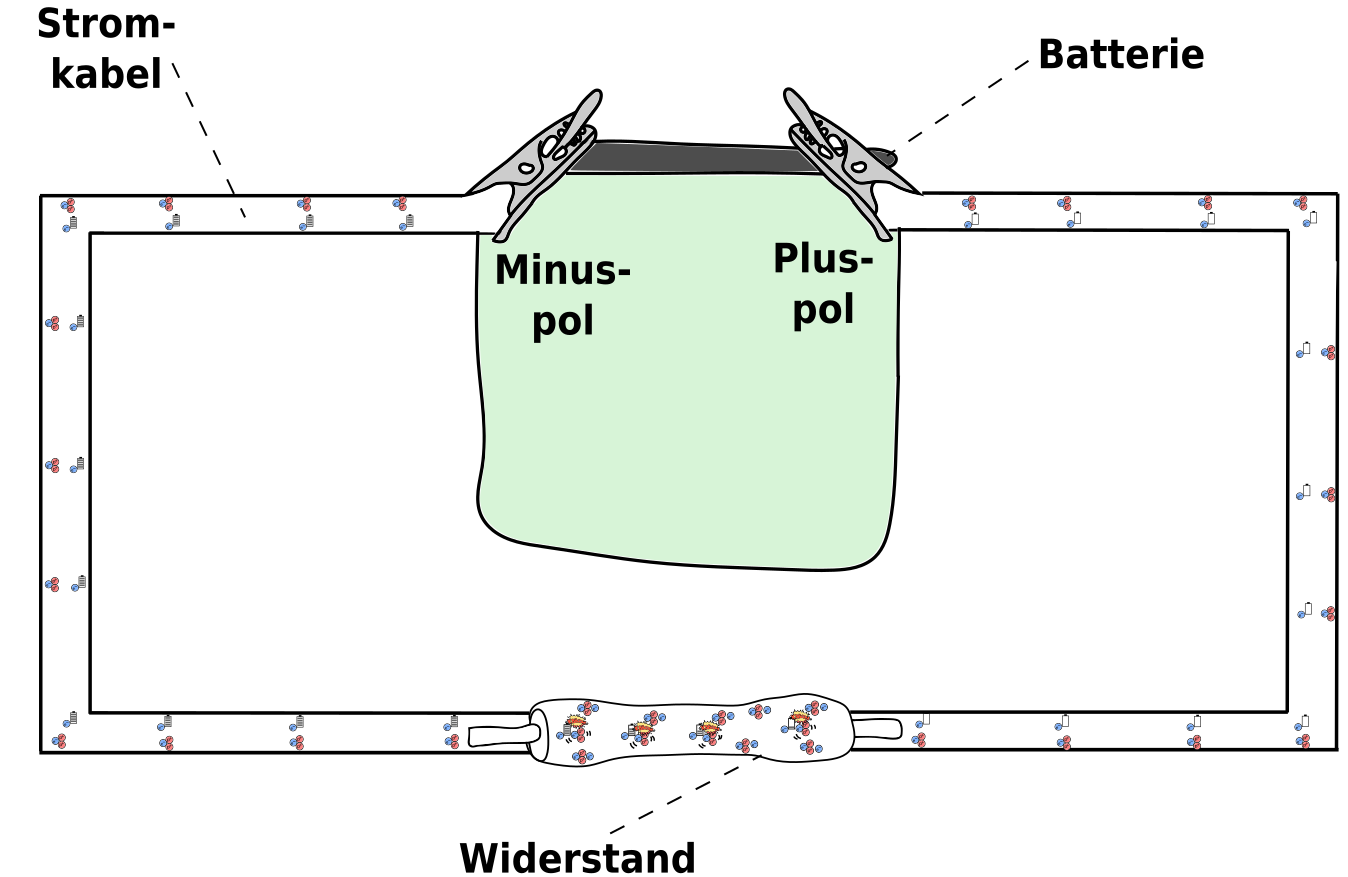 Strom-
kabel
Batterie
Minus-
pol
Plus-
pol
Widerstand